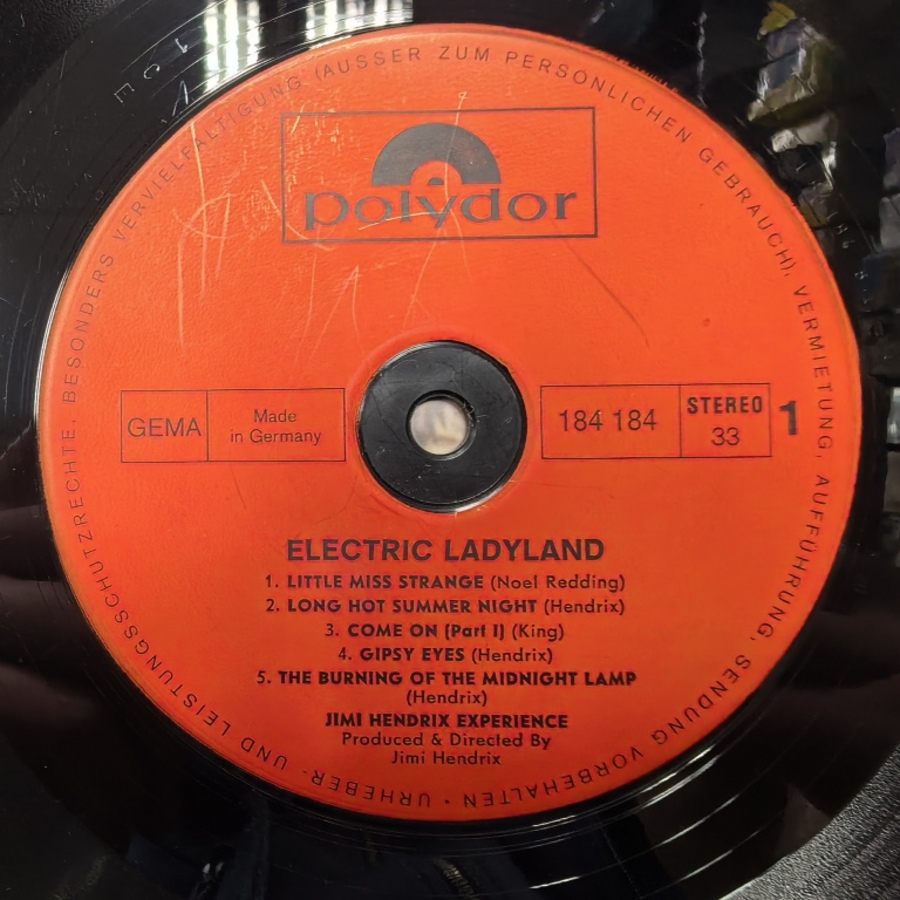 URHEBER- UND LEISTUNGSSCHUTZRECHTE, BESONDERS VERVIELFÄLTIGUNG (AUSSER ZUM PERSÖNLICHEN GEBRAUCH), VERMIETUNG, AUFFÜHRUNG, SENDUNG VORBEHALTEN •
polydor
GEMA
Made
in Germany
184 184
STEREO
33
1
ELECTRIC LADYLAND
1. LITTLE MISS STRANGE (Noel Redding)
2. LONG HOT SUMMER NIGHT (Hendrix)
3. COME ON (Part I) (King)
4. GIPSY EYES (Hendrix)
5. THE BURNING OF THE MIDNIGHT LAMP
(Hendrix)
JIMI HENDRIX EXPERIENCE
Produced & Directed By
Jimi Hendrix